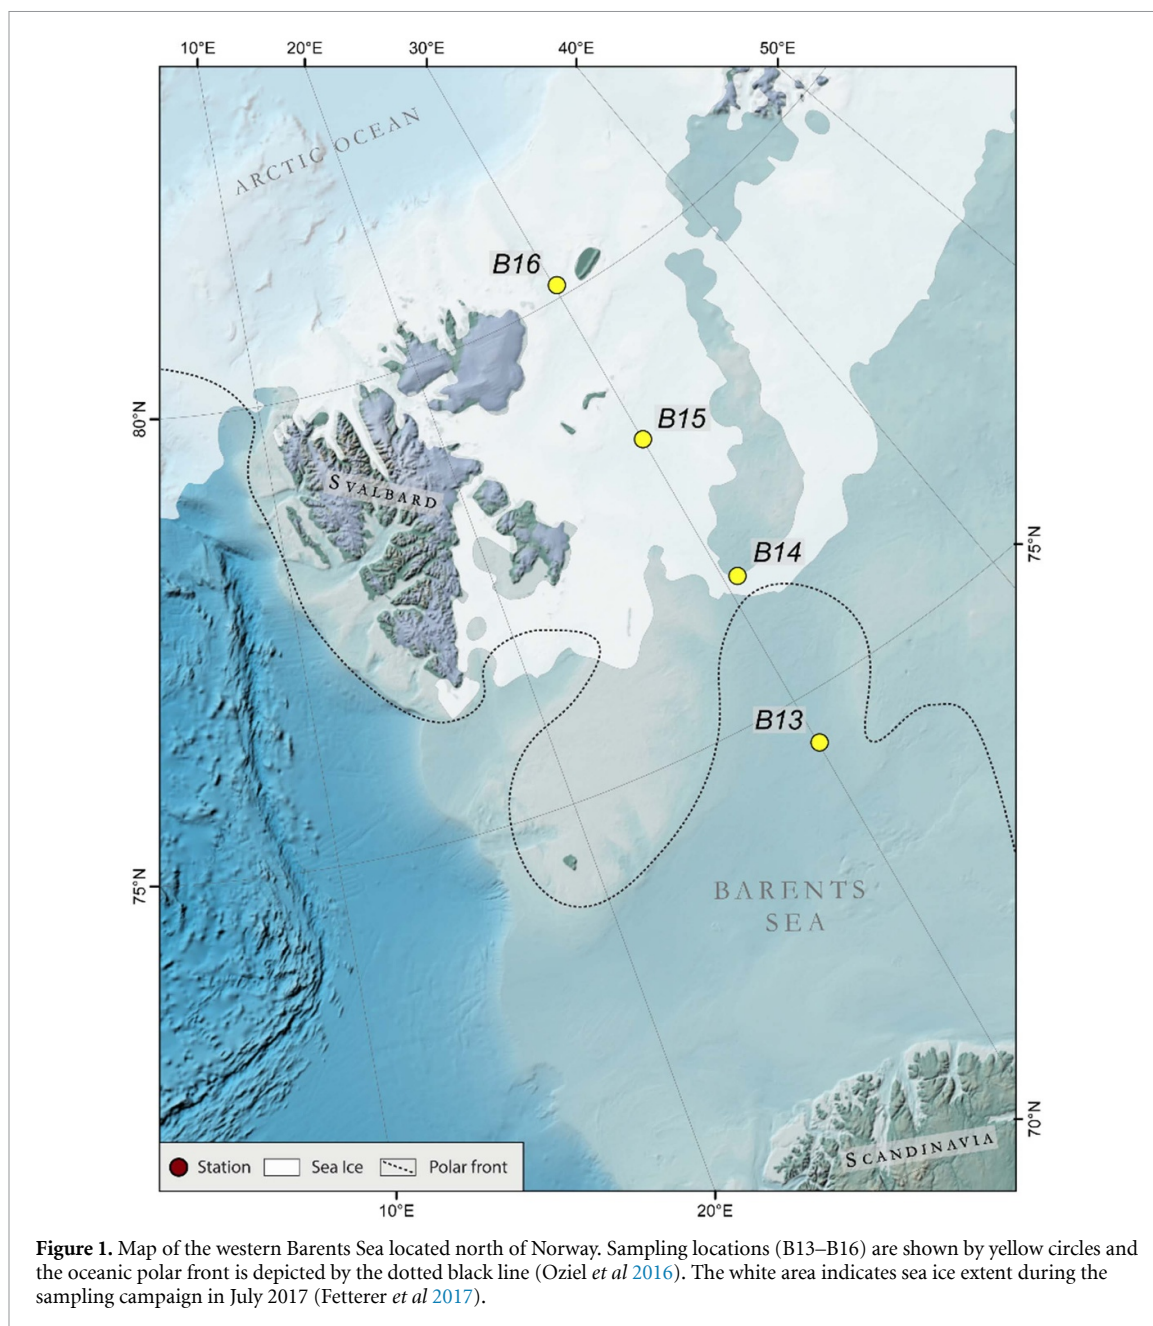 10°E 20°E 30°E 40°E 50°E
ARCTIC OCEAN
B16
80°N
B15
SVALBARD
B14
75°N
B13
75°N
BARENTS
SEA
70°N
SCANDINAVIA
Station Sea Ice Polar front
10°E 20°E
Figure 1. Map of the western Barents Sea located north of Norway. Sampling locations (B13–B16) are shown by yellow circles and
the oceanic polar front is depicted by the dotted black line (Oziel et al 2016). The white area indicates sea ice extent during the
sampling campaign in July 2017 (Fetterer et al 2017).